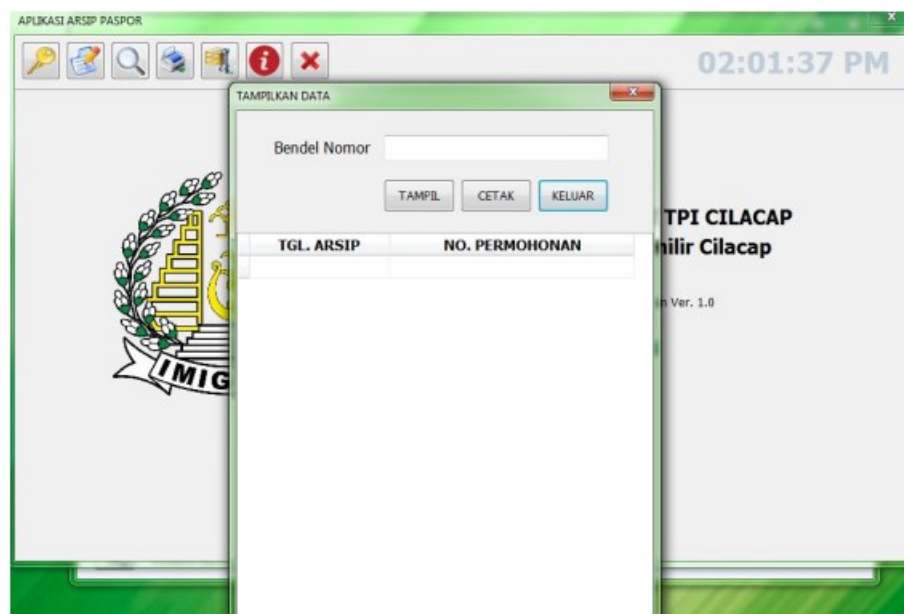 APLIKASI ARSIP PASPOR
02:01:37 PM
TAMPILKAN DATA
Bendel Nomor
TAMPIL CETAK KELUAR
TGL. ARSIP NO. PERMOHONAN
TPI CILACAP
Cilacap
Ver. 1.0
IMIG